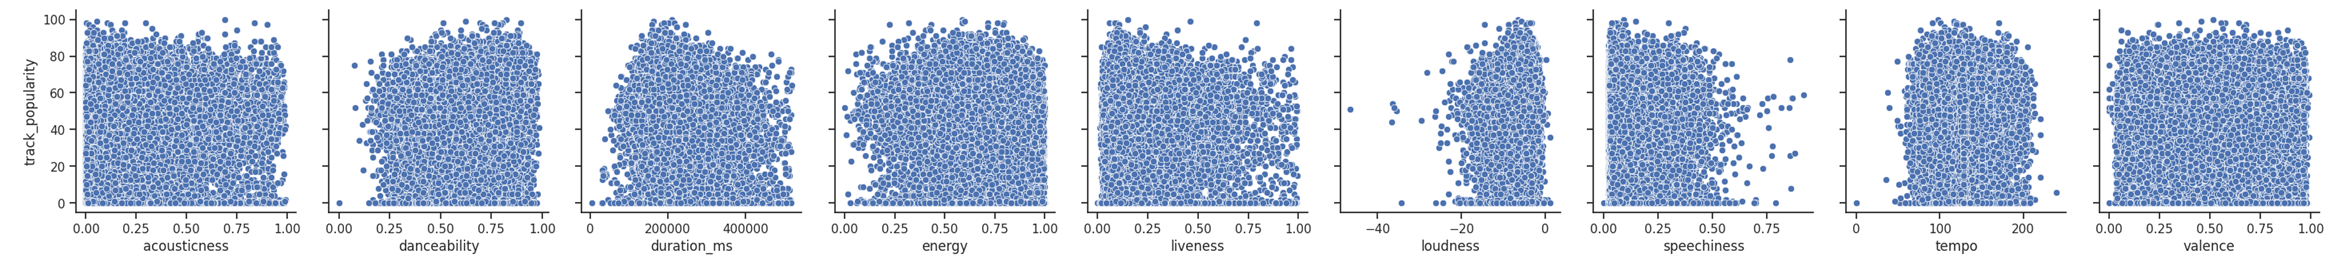 100
80
60
40
20
0
track_popularity
0.00 0.25 0.50 0.75 1.00
acousticness
0.00 0.25 0.50 0.75 1.00
danceability
200000 400000
duration_ms
0.00 0.25 0.50 0.75 1.00
energy
0.00 0.25 0.50 0.75 1.00
liveness
−40 −20 0
loudness
0.00 0.25 0.50 0.75
speechiness
0 100 200
tempo
0.00 0.25 0.50 0.75 1.00
valence